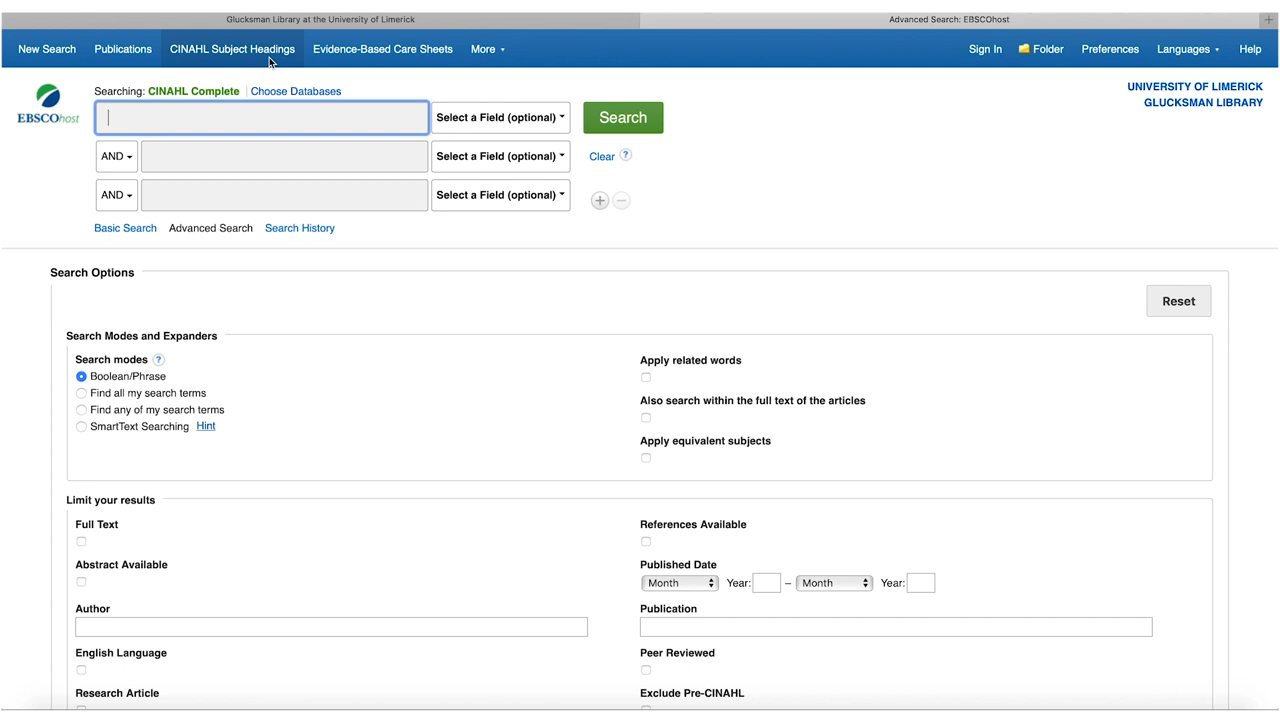 Glucksman Library at the University of Limerick
Advanced Search: EBSCOhost
New Search Publications CINAHL Subject Headings Evidence-Based Care Sheets More Sign In Folder Preferences Languages Help
Searching: CINAHL Complete Choose Databases
UNIVERSITY OF LIMERICK
GLUCKSMAN LIBRARY
EBSCOhost
Select a Field (optional)
Search
AND
Select a Field (optional)
Clear ?
AND
Select a Field (optional)
+ −
Basic Search Advanced Search Search History
Search Options
Reset
Search Modes and Expanders
Search modes ?
Boolean/Phrase
Find all my search terms
Find any of my search terms
SmartText Searching Hint
Apply related words
Also search within the full text of the articles
Apply equivalent subjects
Limit your results
Full Text
References Available
Abstract Available
Published Date
Month Year: – Month Year:
Author
Publication
English Language
Peer Reviewed
Research Article
Exclude Pre-CINAHL